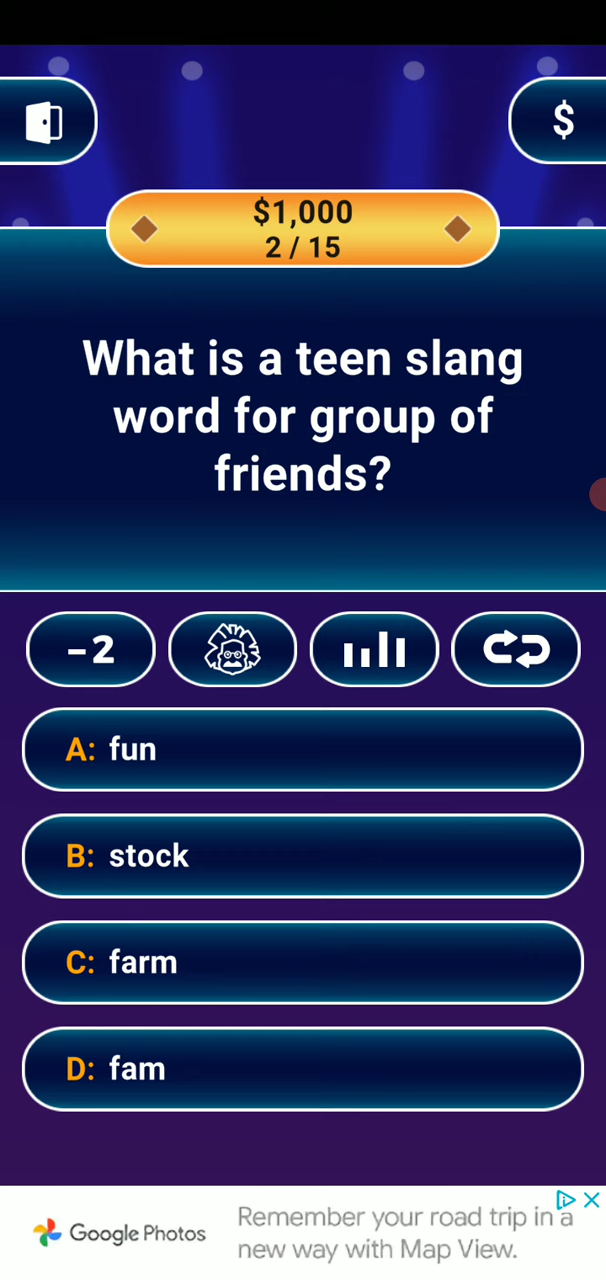 $
$1,000
2 / 15
What is a teen slang
word for group of
friends?
-2
A: fun
B: stock
C: farm
D: fam
Google Photos
Remember your road trip in a
new way with Map View.